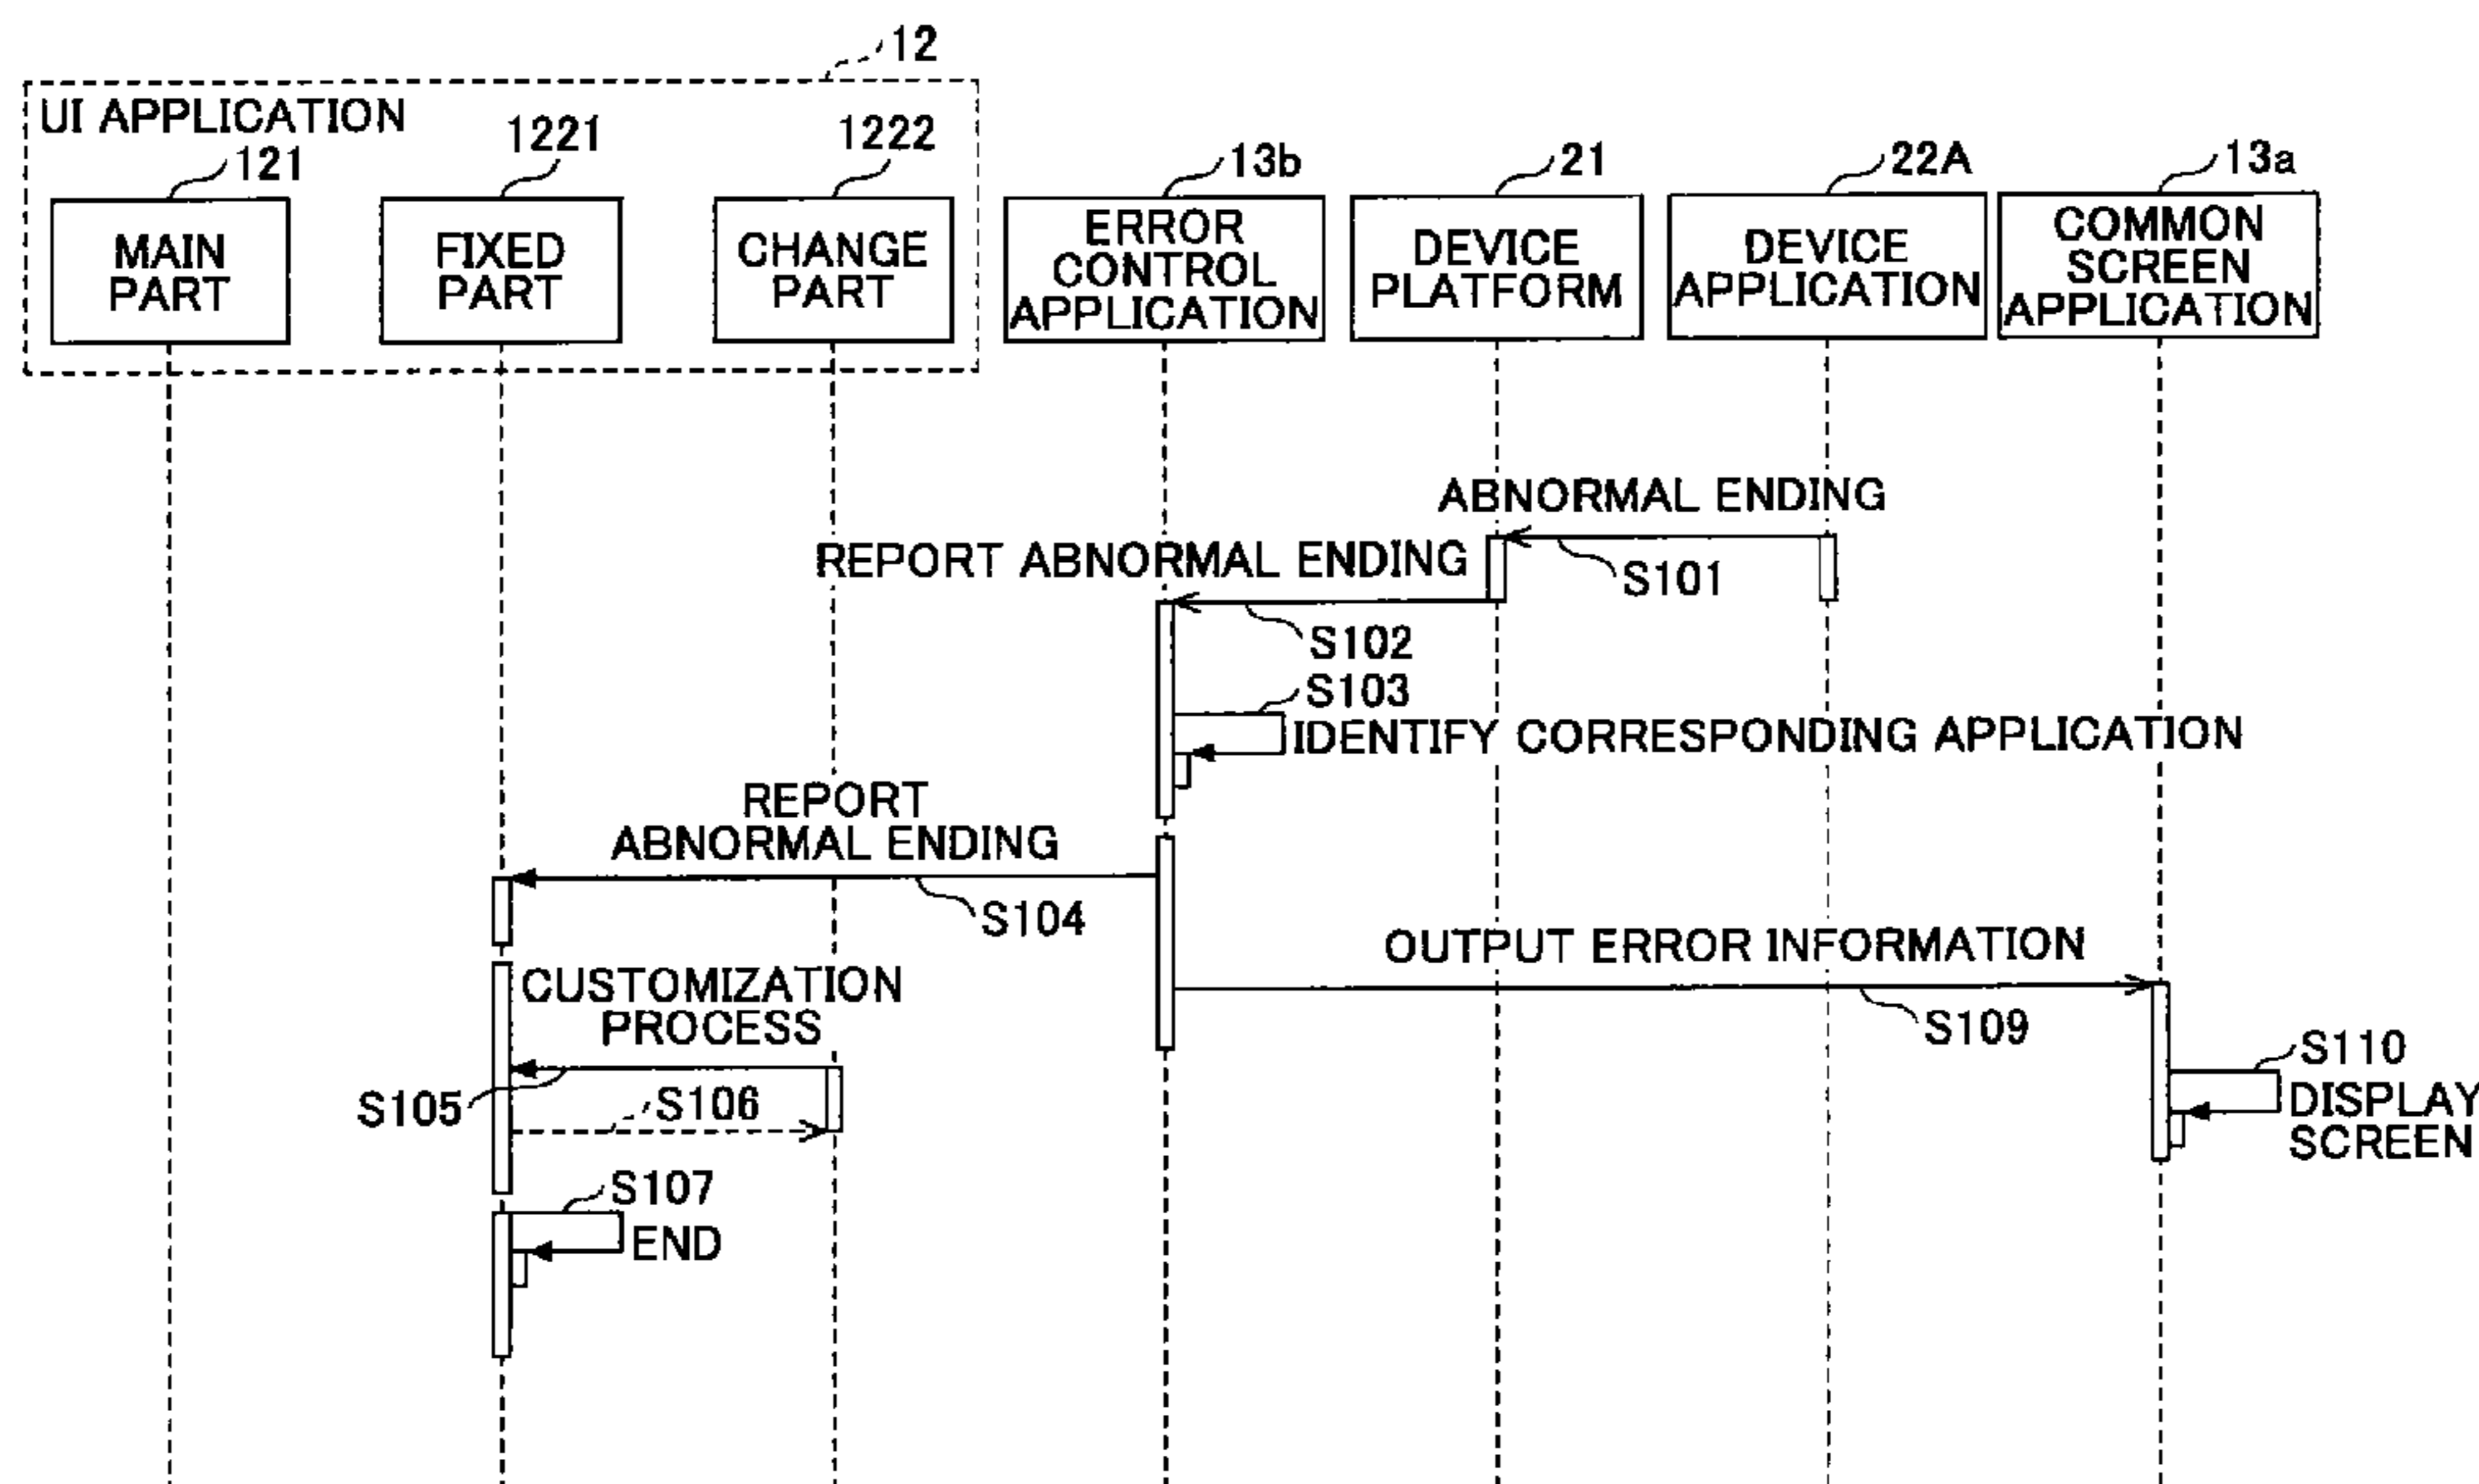 12
UI APPLICATION
121
1221
1222
13b
21
22A
13a
MAIN
PART
FIXED
PART
CHANGE
PART
ERROR
CONTROL
APPLICATION
DEVICE
PLATFORM
DEVICE
APPLICATION
COMMON
SCREEN
APPLICATION
ABNORMAL ENDING
S101
REPORT ABNORMAL ENDING
S102
S103
IDENTIFY CORRESPONDING APPLICATION
REPORT
ABNORMAL ENDING
S104
OUTPUT ERROR INFORMATION
S109
CUSTOMIZATION
PROCESS
S105
S106
S110
DISPLAY
SCREEN
S107
END